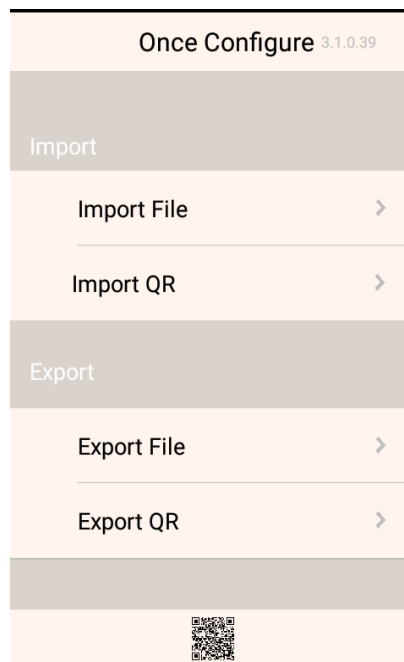 Once Configure 3.1.0.39
Import
Import File
Import QR
Export
Export File
Export QR